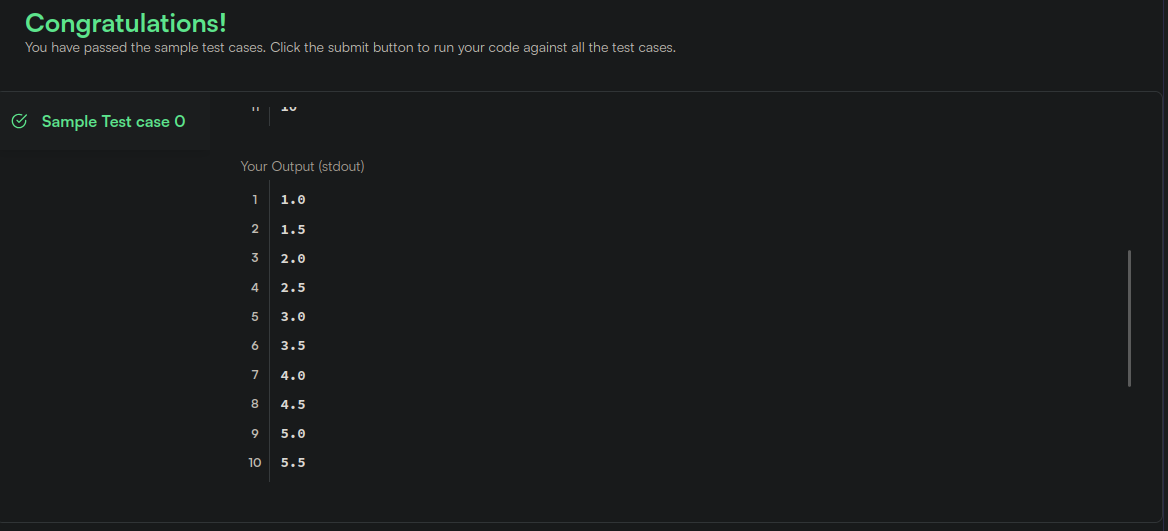 Congratulations!
You have passed the sample test cases. Click the submit button to run your code against all the test cases.
Sample Test case 0
11 10
Your Output (stdout)
1 1.0
2 1.5
3 2.0
4 2.5
5 3.0
6 3.5
7 4.0
8 4.5
9 5.0
10 5.5